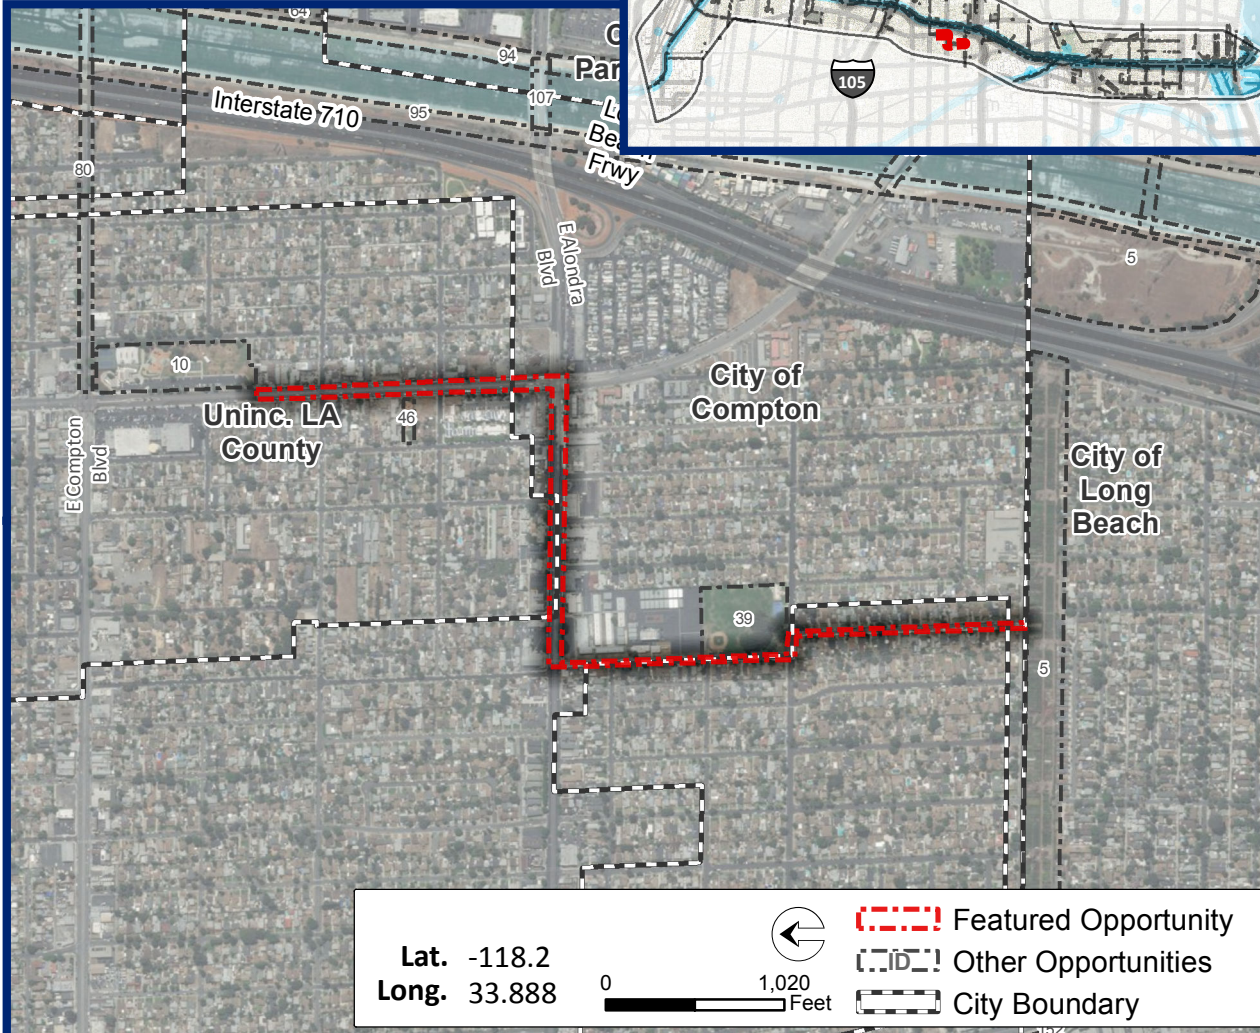 64
94
107
Interstate 710
95
Frwy
80
E Alondra
Blvd
5
105
10
Uninc. LA
County
46
City of
Compton
City of
Long
Beach
E Compton
Blvd
39
5
Lat. -118.2
Long. 33.888
0 1,020
Feet
Featured Opportunity
ID Other Opportunities
City Boundary